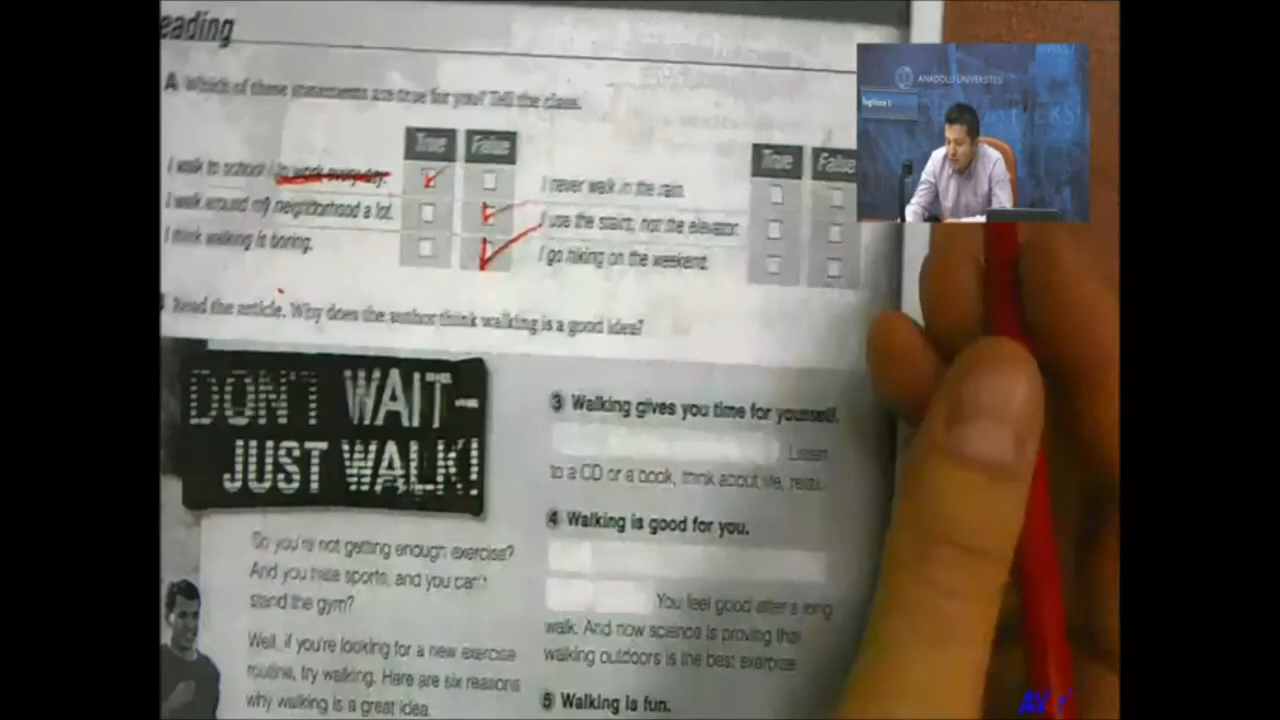 eading
A Which of these statements are true for you? Tell the class.
True False
I walk to school / to work every day.
I walk around my neighborhood a lot.
I think walking is boring.
True False
I never walk in the rain.
I use the stairs, not the elevator.
I go hiking on the weekend.
Read the article. Why does the author think walking is a good idea?
DON'T WAIT–
JUST WALK!
So you're not getting enough exercise?
And you hate sports, and you can't
stand the gym?
Well, if you're looking for a new exercise
routine, try walking. Here are six reasons
why walking is a great idea.
3 Walking gives you time for yourself.
Listen
to a CD or a book, think about life, relax.
4 Walking is good for you.
You feel good after a long
walk. And now science is proving that
walking outdoors is the best exercise
5 Walking is fun.
ANADOLU ÜNİVERSİTESİ
İngilizce 1